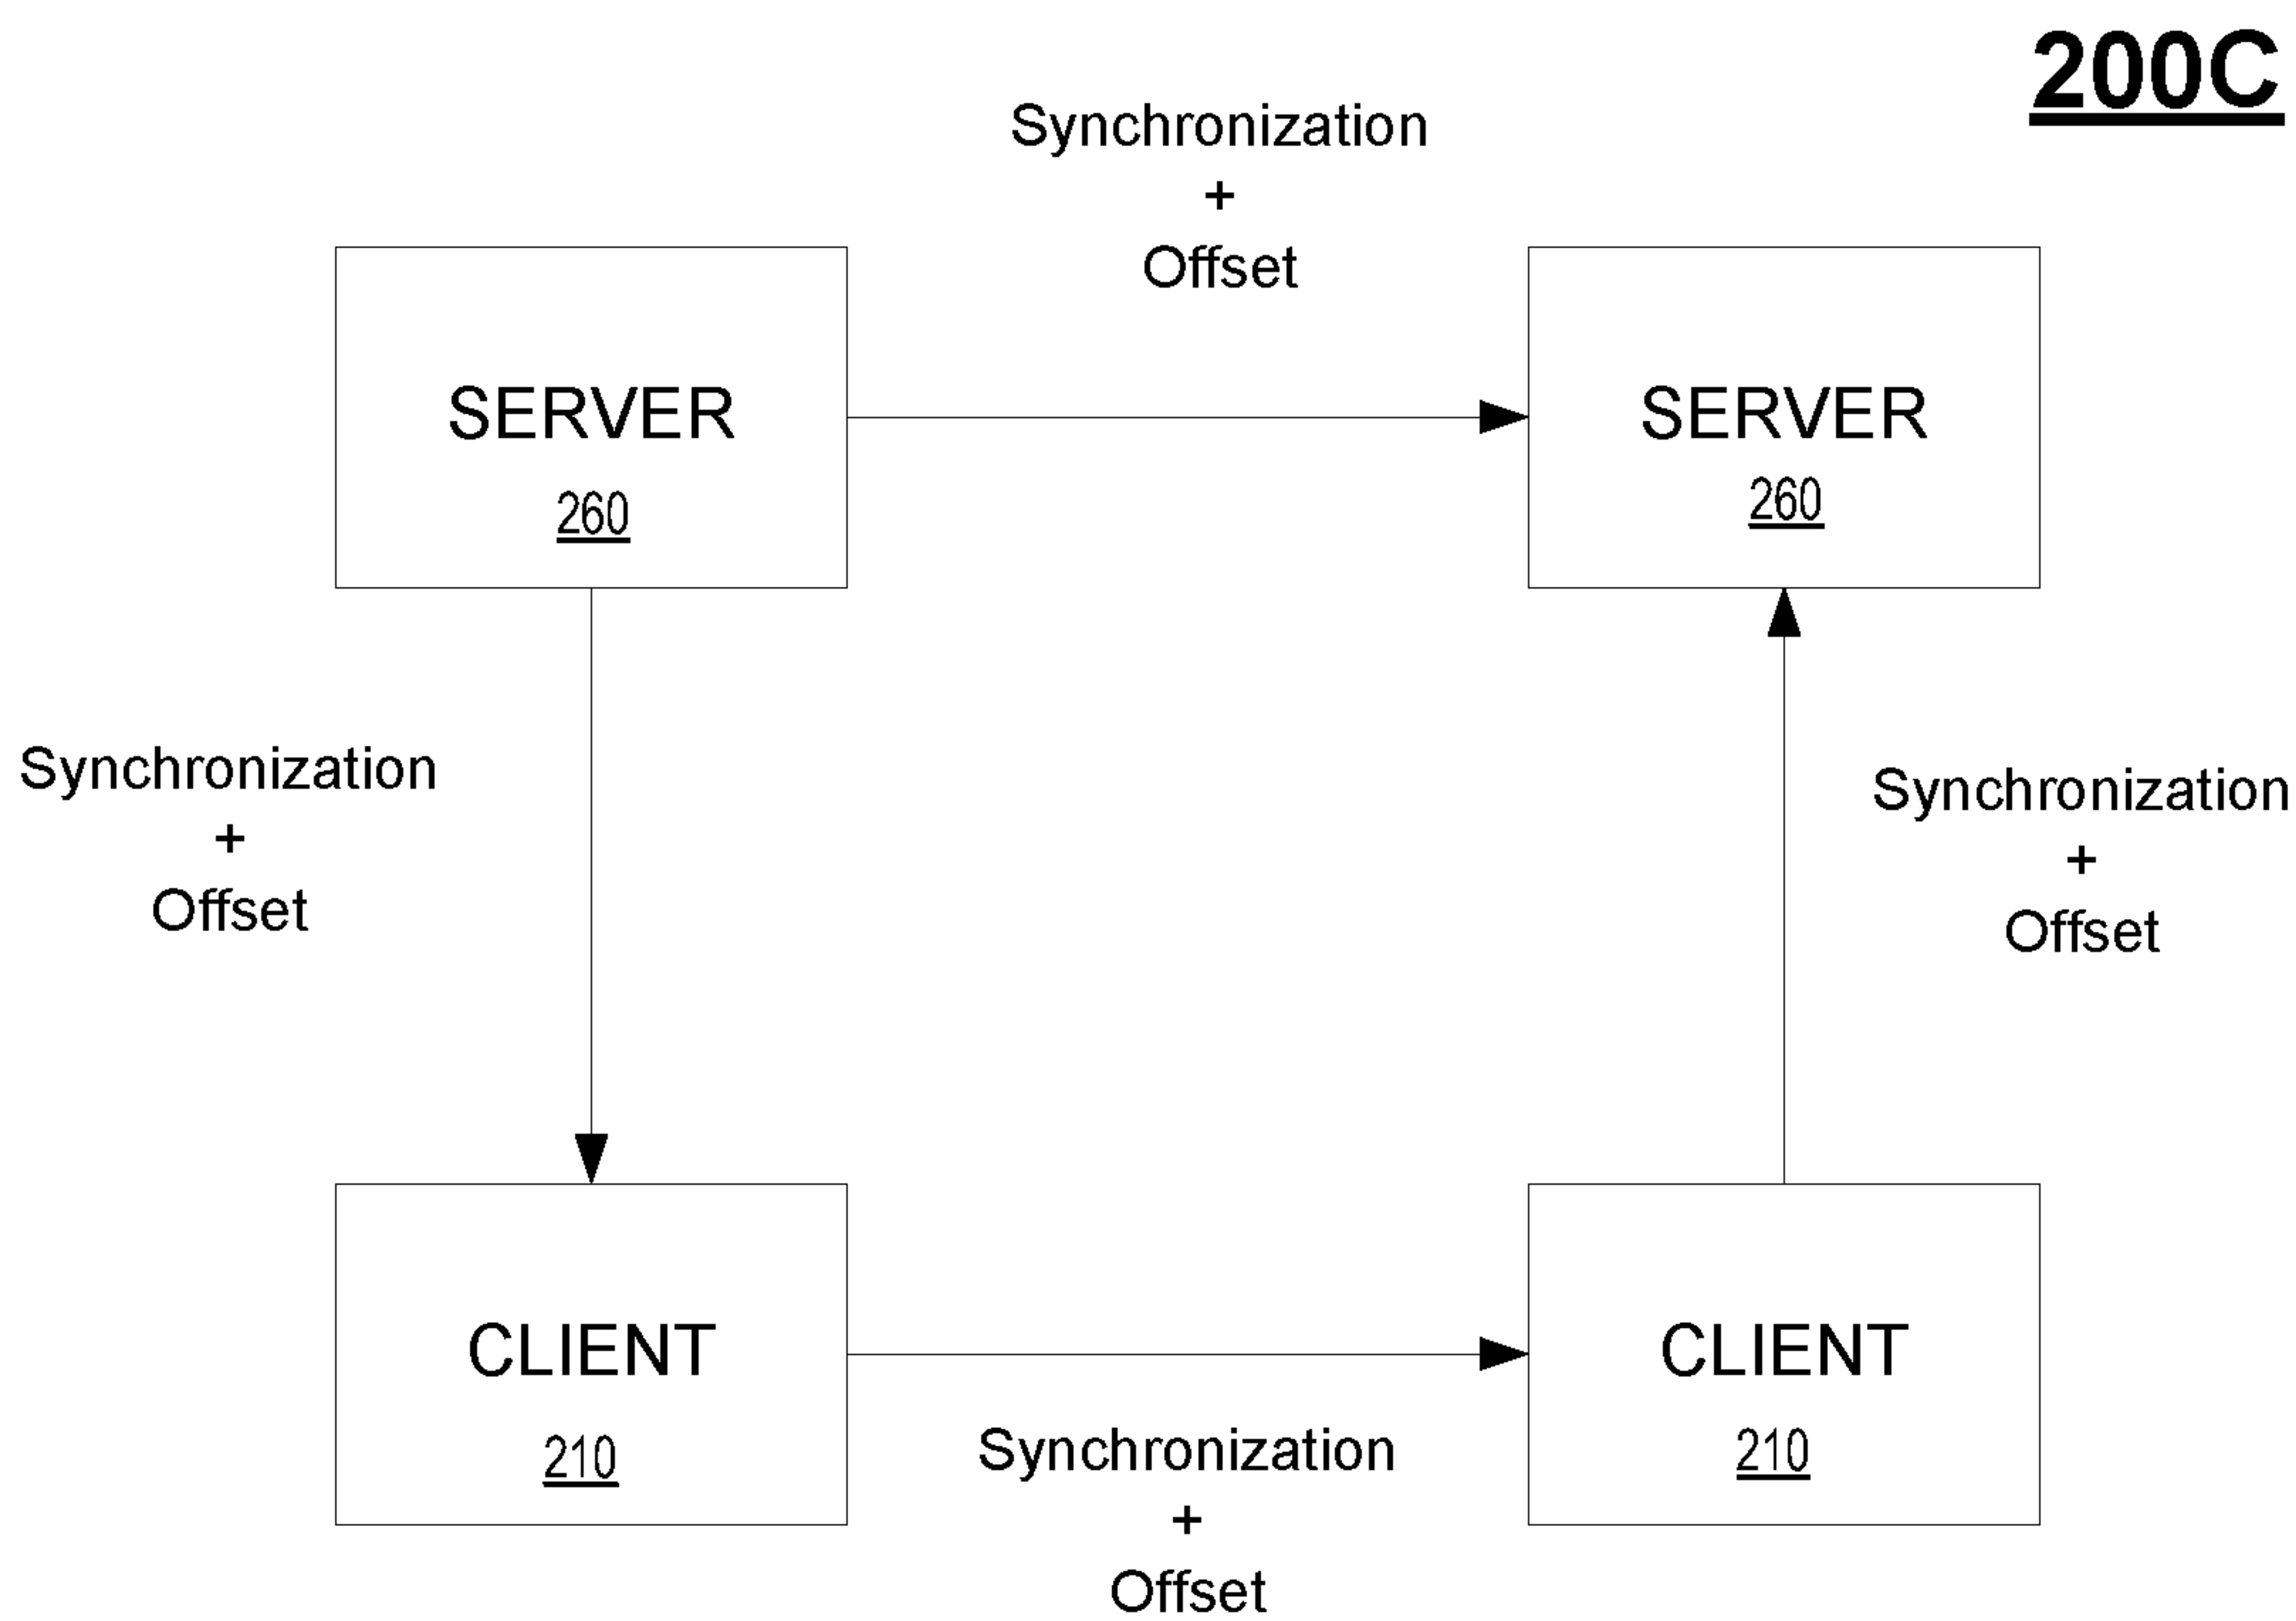 200C
Synchronization
+
Offset
SERVER
260
SERVER
260
Synchronization
+
Offset
Synchronization
+
Offset
CLIENT
210
CLIENT
210
Synchronization
+
Offset